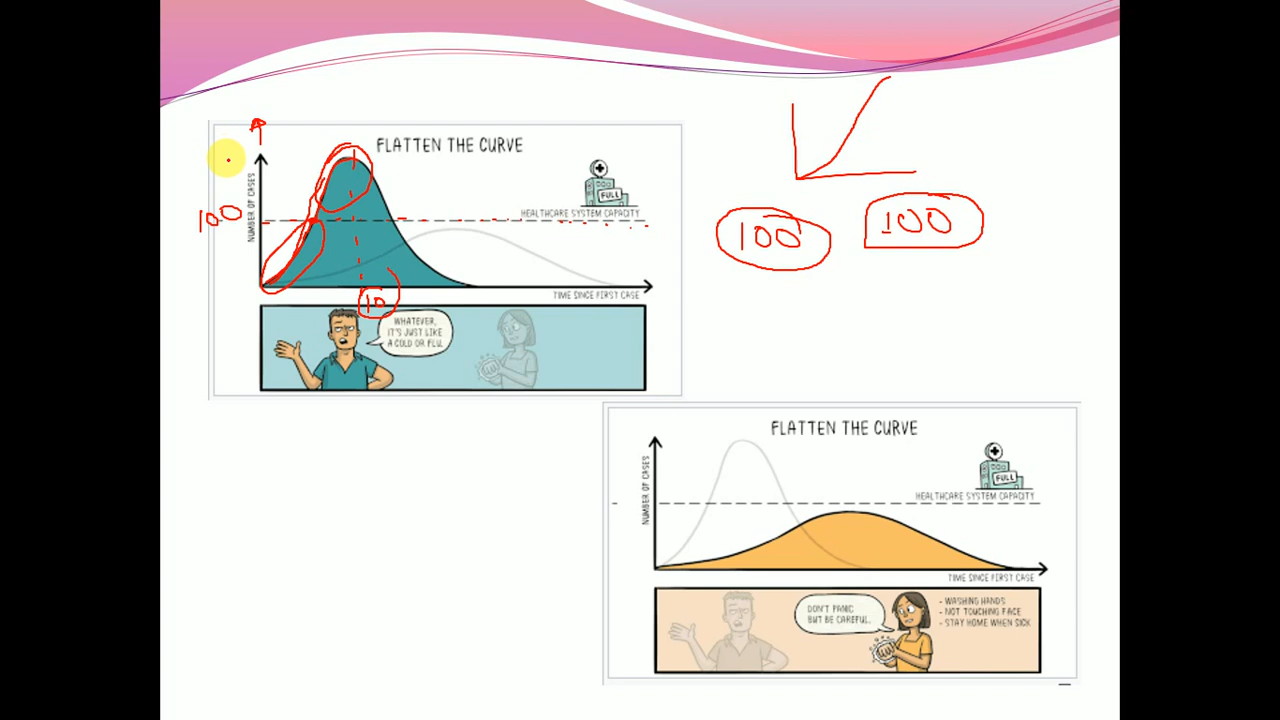 FLATTEN THE CURVE
NUMBER OF CASES
100
FULL
HEALTHCARE SYSTEM CAPACITY
TIME SINCE FIRST CASE
10
WHATEVER,
IT'S JUST LIKE
A COLD OR FLU.
100
100
FLATTEN THE CURVE
NUMBER OF CASES
FULL
HEALTHCARE SYSTEM CAPACITY
TIME SINCE FIRST CASE
DON'T PANIC
BUT BE CAREFUL.
- WASHING HANDS
- NOT TOUCHING FACE
- STAY HOME WHEN SICK